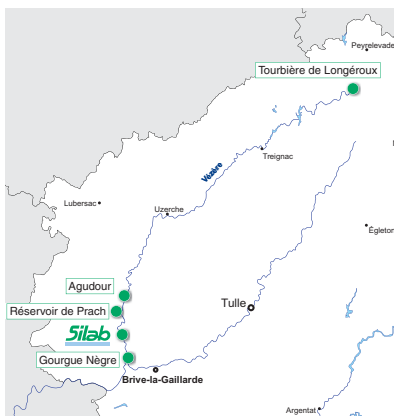 Peyrelevade
Tourbière de Longéroux
Treignac
Vézère
Lubersac
Uzerche
Égleton
Agudour
Réservoir de Prach
Tulle
Silab
Gourgue Nègre
Brive-la-Gaillarde
Argentat